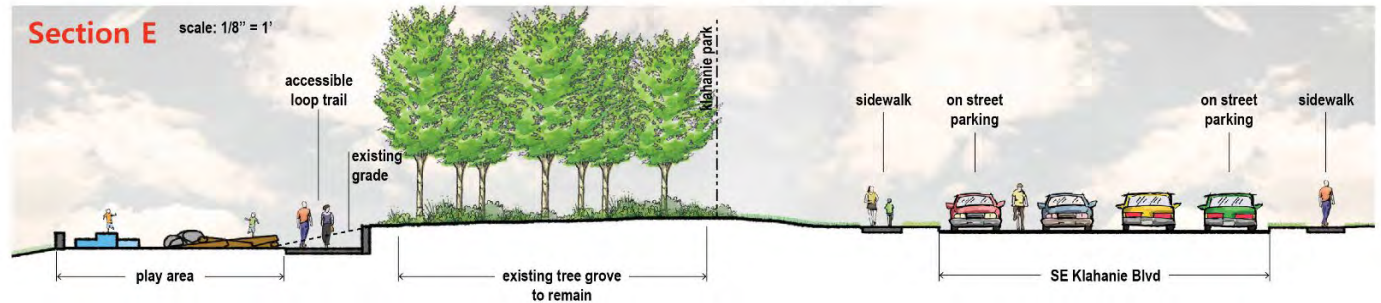 Section E
scale: 1/8” = 1’
accessible
loop trail
existing
grade
klahanie park
sidewalk
on street
parking
on street
parking
sidewalk
play area
existing tree grove
to remain
SE Klahanie Blvd